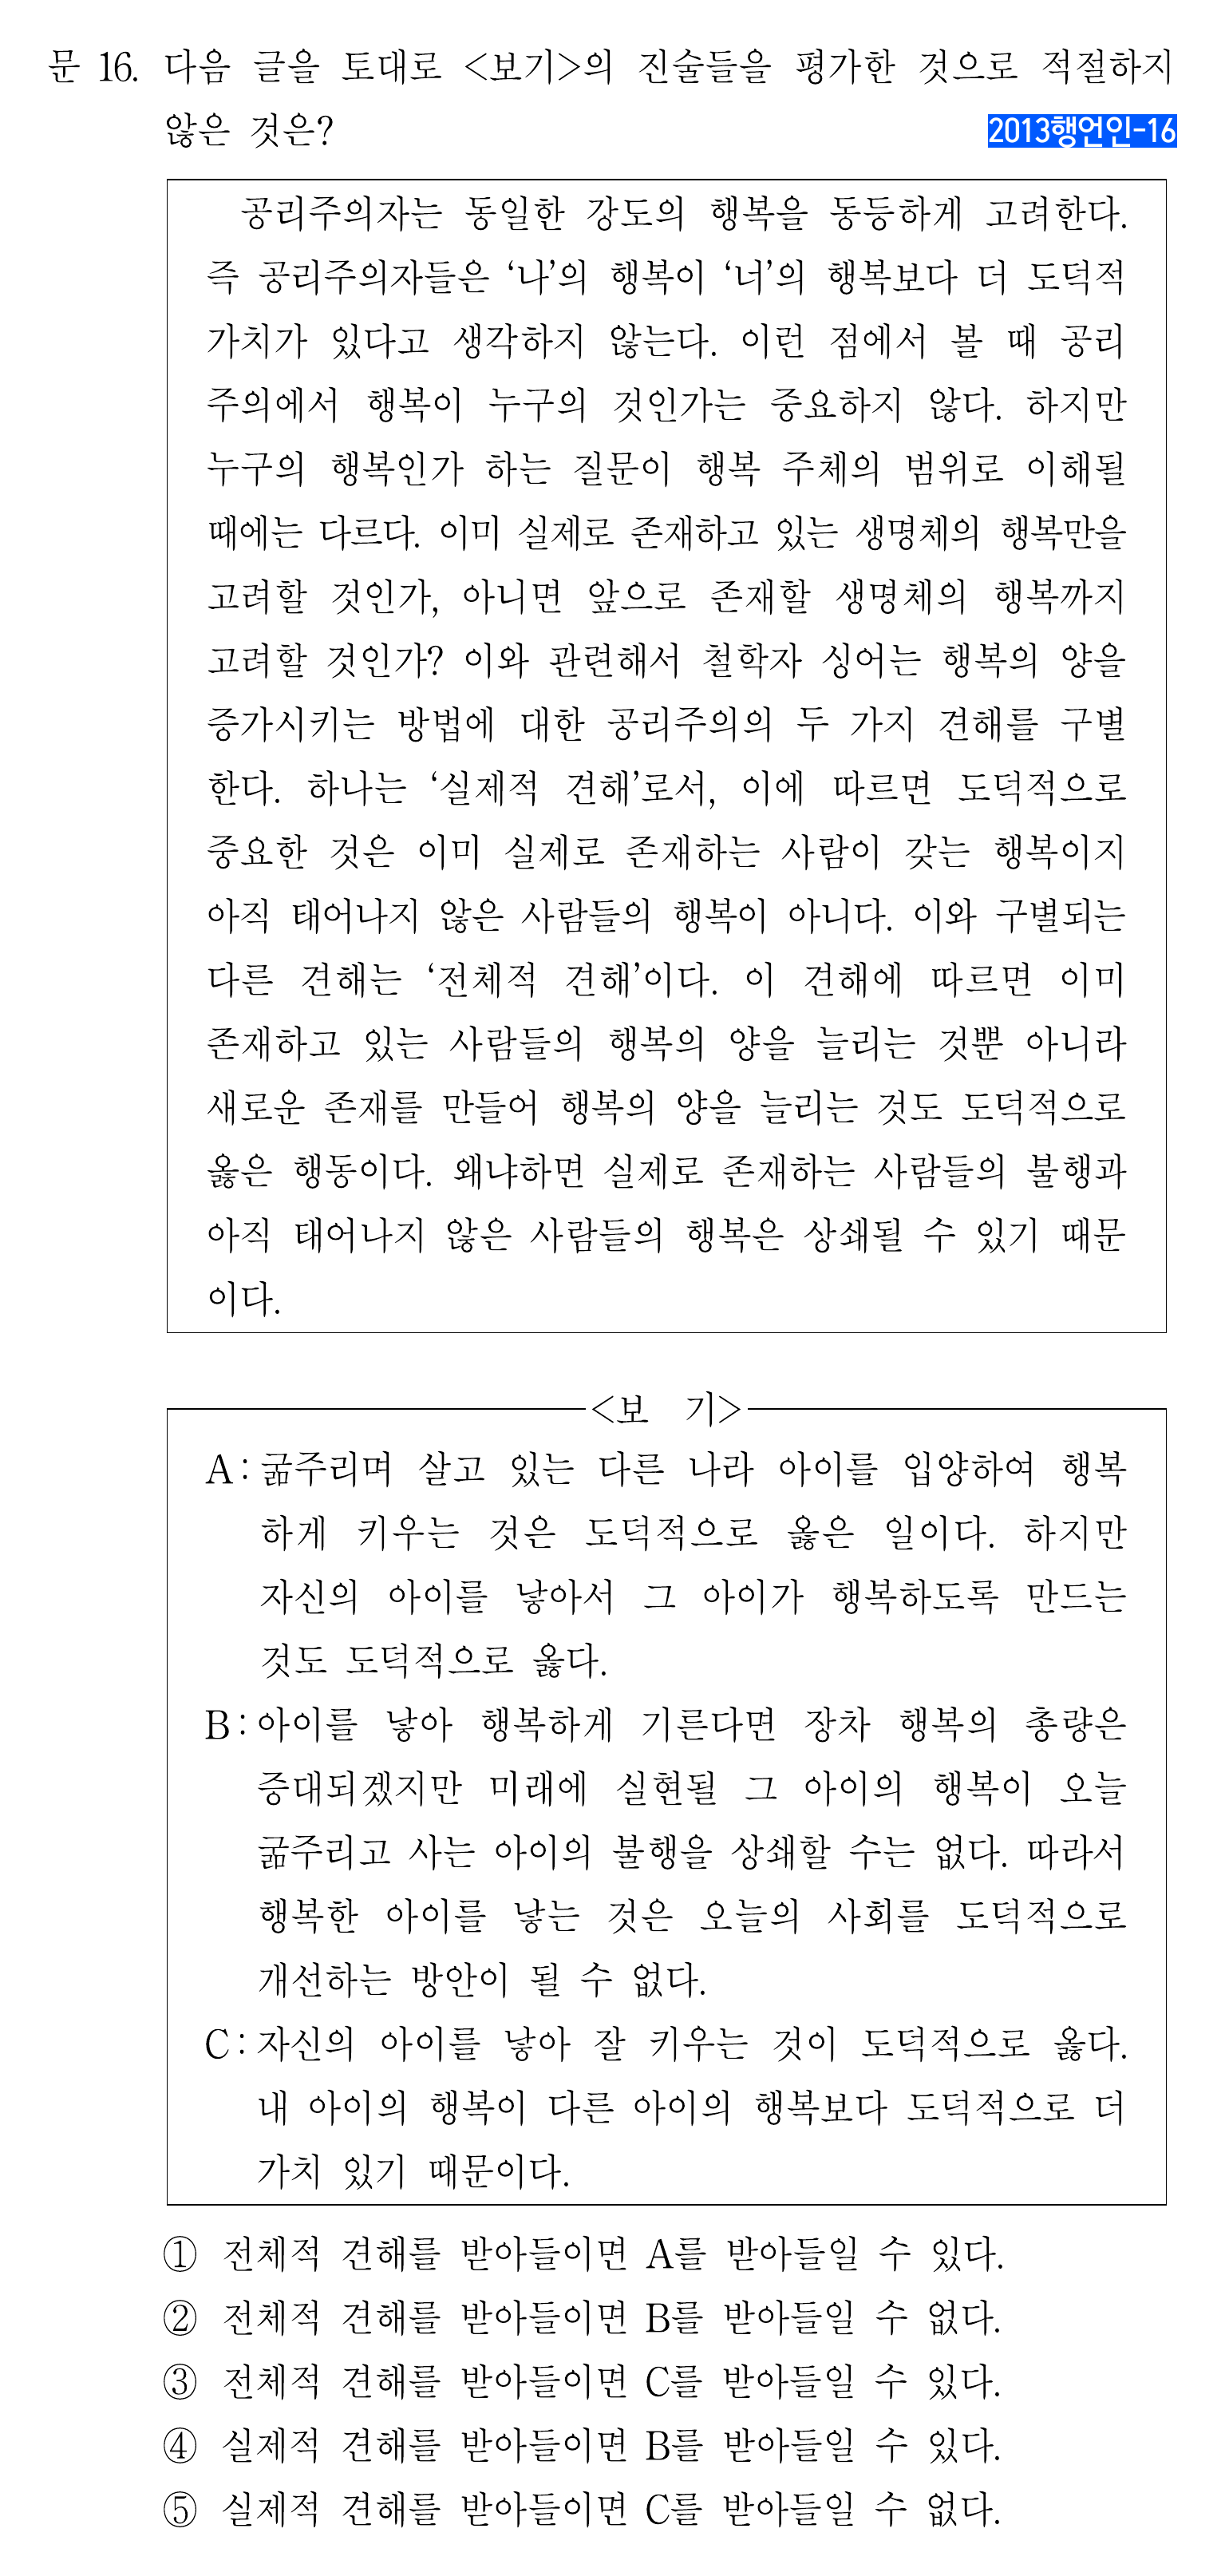 문 16. 다음 글을 토대로 <보기>의 진술들을 평가한 것으로 적절하지
않은 것은?
2013행언인-16
공리주의자는 동일한 강도의 행복을 동등하게 고려한다.
즉 공리주의자들은 ‘나’의 행복이 ‘너’의 행복보다 더 도덕적
가치가 있다고 생각하지 않는다. 이런 점에서 볼 때 공리
주의에서 행복이 누구의 것인가는 중요하지 않다. 하지만
누구의 행복인가 하는 질문이 행복 주체의 범위로 이해될
때에는 다르다. 이미 실제로 존재하고 있는 생명체의 행복만을
고려할 것인가, 아니면 앞으로 존재할 생명체의 행복까지
고려할 것인가? 이와 관련해서 철학자 싱어는 행복의 양을
증가시키는 방법에 대한 공리주의의 두 가지 견해를 구별
한다. 하나는 ‘실제적 견해’로서, 이에 따르면 도덕적으로
중요한 것은 이미 실제로 존재하는 사람이 갖는 행복이지
아직 태어나지 않은 사람들의 행복이 아니다. 이와 구별되는
다른 견해는 ‘전체적 견해’이다. 이 견해에 따르면 이미
존재하고 있는 사람들의 행복의 양을 늘리는 것뿐 아니라
새로운 존재를 만들어 행복의 양을 늘리는 것도 도덕적으로
옳은 행동이다. 왜냐하면 실제로 존재하는 사람들의 불행과
아직 태어나지 않은 사람들의 행복은 상쇄될 수 있기 때문
이다.
<보 기>
A : 굶주리며 살고 있는 다른 나라 아이를 입양하여 행복
하게 키우는 것은 도덕적으로 옳은 일이다. 하지만
자신의 아이를 낳아서 그 아이가 행복하도록 만드는
것도 도덕적으로 옳다.
B : 아이를 낳아 행복하게 기른다면 장차 행복의 총량은
증대되겠지만 미래에 실현될 그 아이의 행복이 오늘
굶주리고 사는 아이의 불행을 상쇄할 수는 없다. 따라서
행복한 아이를 낳는 것은 오늘의 사회를 도덕적으로
개선하는 방안이 될 수 없다.
C : 자신의 아이를 낳아 잘 키우는 것이 도덕적으로 옳다.
내 아이의 행복이 다른 아이의 행복보다 도덕적으로 더
가치 있기 때문이다.
① 전체적 견해를 받아들이면 A를 받아들일 수 있다.
② 전체적 견해를 받아들이면 B를 받아들일 수 없다.
③ 전체적 견해를 받아들이면 C를 받아들일 수 있다.
④ 실제적 견해를 받아들이면 B를 받아들일 수 있다.
⑤ 실제적 견해를 받아들이면 C를 받아들일 수 없다.